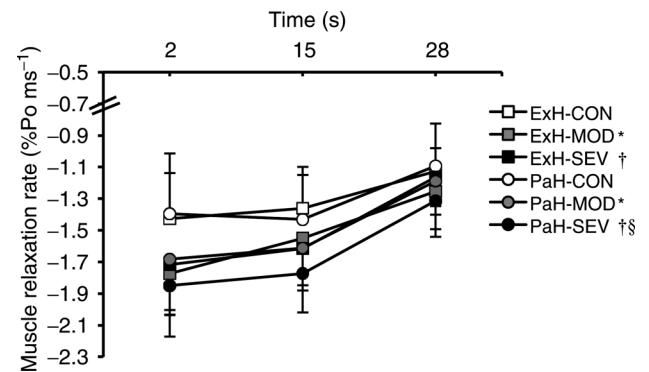 Time (s)
2 15 28
−0.5
−0.7
−0.9
−1.1
−1.3
−1.5
−1.7
−1.9
−2.1
−2.3
Muscle relaxation rate (%Po ms⁻¹)
ExH-CON
ExH-MOD *
ExH-SEV †
PaH-CON
PaH-MOD *
PaH-SEV †§